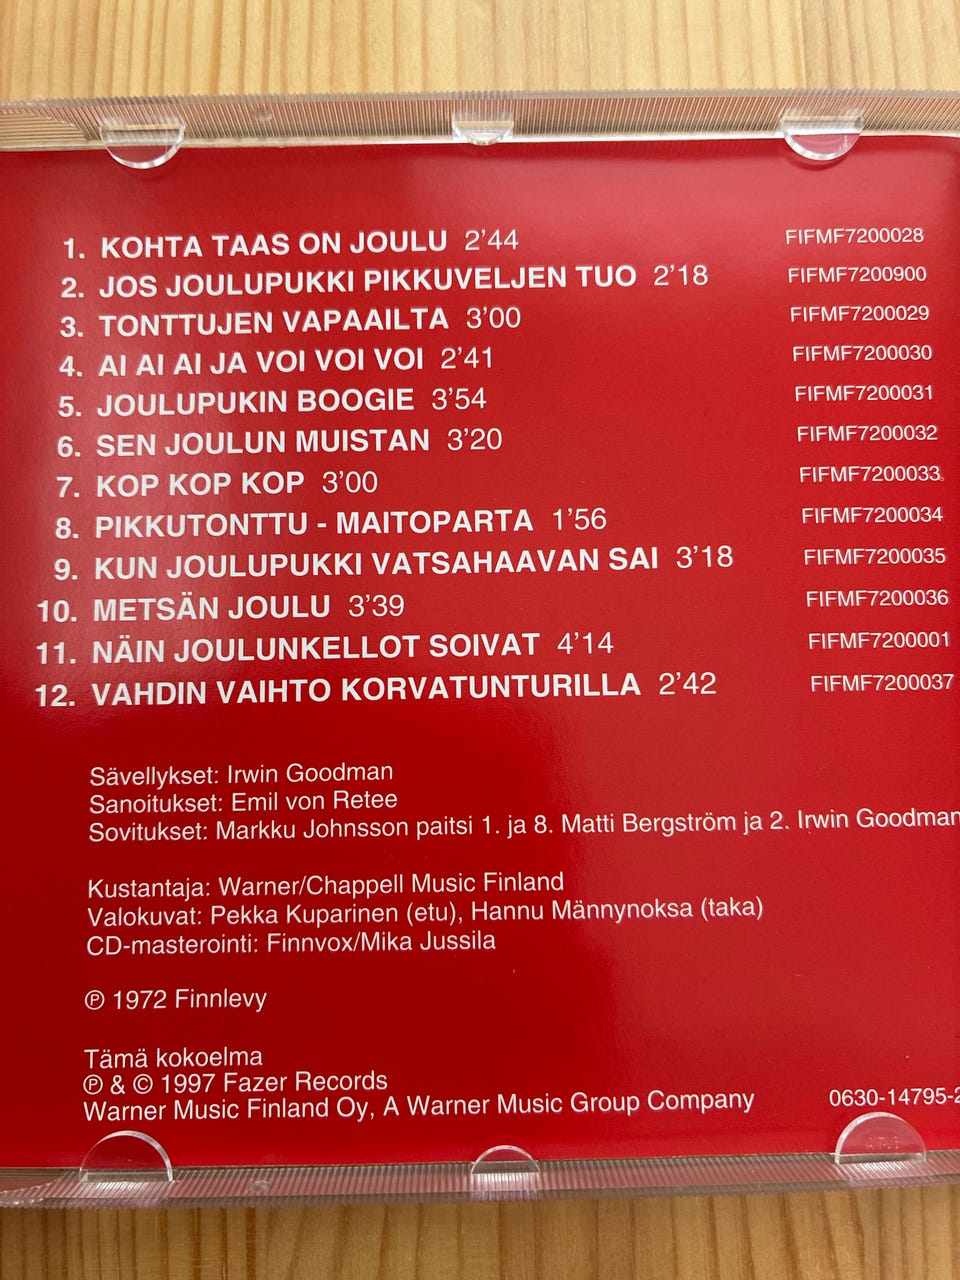 1. KOHTA TAAS ON JOULU 2'44 FIFMF7200028
2. JOS JOULUPUKKI PIKKUVELJEN TUO 2'18 FIFMF7200900
3. TONTTUJEN VAPAAILTA 3'00 FIFMF7200029
4. AI AI AI JA VOI VOI VOI 2'41 FIFMF7200030
5. JOULUPUKIN BOOGIE 3'54 FIFMF7200031
6. SEN JOULUN MUISTAN 3'20 FIFMF7200032
7. KOP KOP KOP 3'00 FIFMF7200033
8. PIKKUTONTTU - MAITOPARTA 1'56 FIFMF7200034
9. KUN JOULUPUKKI VATSAHAAVAN SAI 3'18 FIFMF7200035
10. METSÄN JOULU 3'39 FIFMF7200036
11. NÄIN JOULUNKELLOT SOIVAT 4'14 FIFMF7200001
12. VAHDIN VAIHTO KORVATUNTURILLA 2'42 FIFMF7200037
Sävellykset: Irwin Goodman
Sanoitukset: Emil von Retee
Sovitukset: Markku Johnsson paitsi 1. ja 8. Matti Bergström ja 2. Irwin Goodman
Kustantaja: Warner/Chappell Music Finland
Valokuvat: Pekka Kuparinen (etu), Hannu Männynoksa (taka)
CD-masterointi: Finnvox/Mika Jussila
℗ 1972 Finnlevy
Tämä kokoelma
℗ & © 1997 Fazer Records
Warner Music Finland Oy, A Warner Music Group Company 0630-14795-2